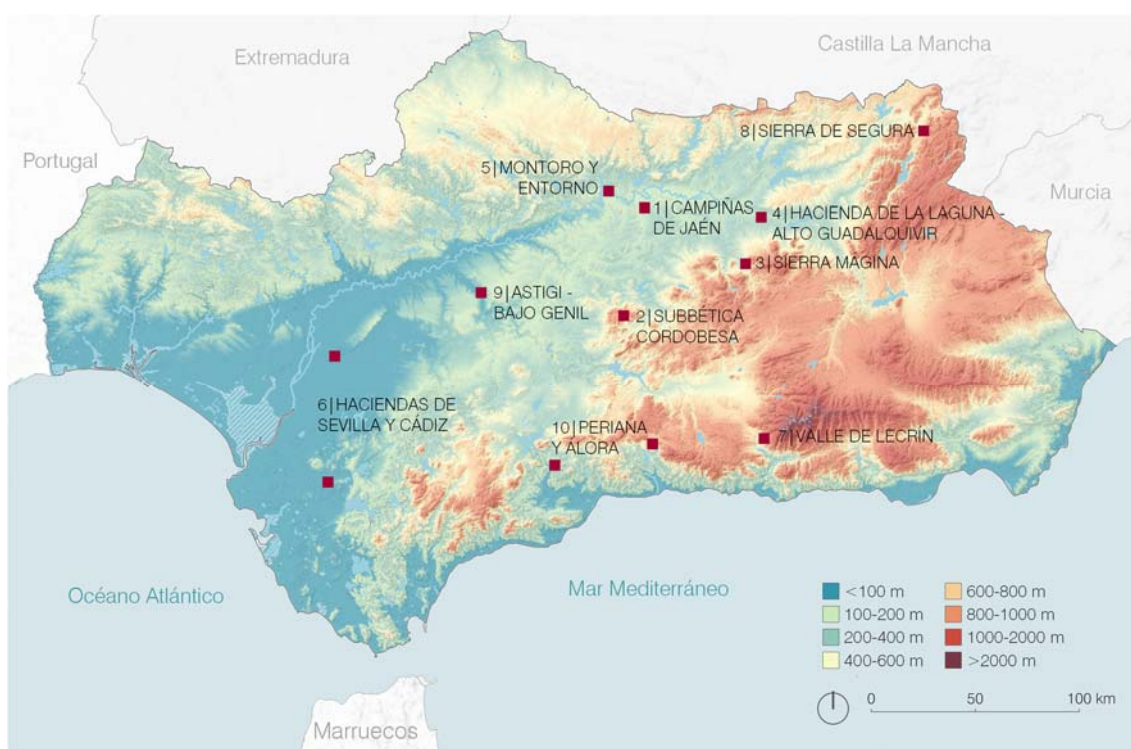 Extremadura
Castilla La Mancha
8|SIERRA DE SEGURA
Portugal
5|MONTORO Y
ENTORNO
Murcia
1|CAMPIÑAS
DE JAÉN
4|HACIENDA DE LA LAGUNA
ALTO GUADALQUIVIR
3|SIERRA MÁGINA
9|ASTIGI -
BAJO GENIL
2|SUBBÉTICA
CORDOBESA
6|HACIENDAS DE
SEVILLA Y CÁDIZ
10|PERIANA
Y ÁLORA
7|VALLE DE LECRÍN
Océano Atlántico
Mar Mediterráneo
<100 m
100-200 m
200-400 m
400-600 m
600-800 m
800-1000 m
1000-2000 m
>2000 m
0 50 100 km
Marruecos